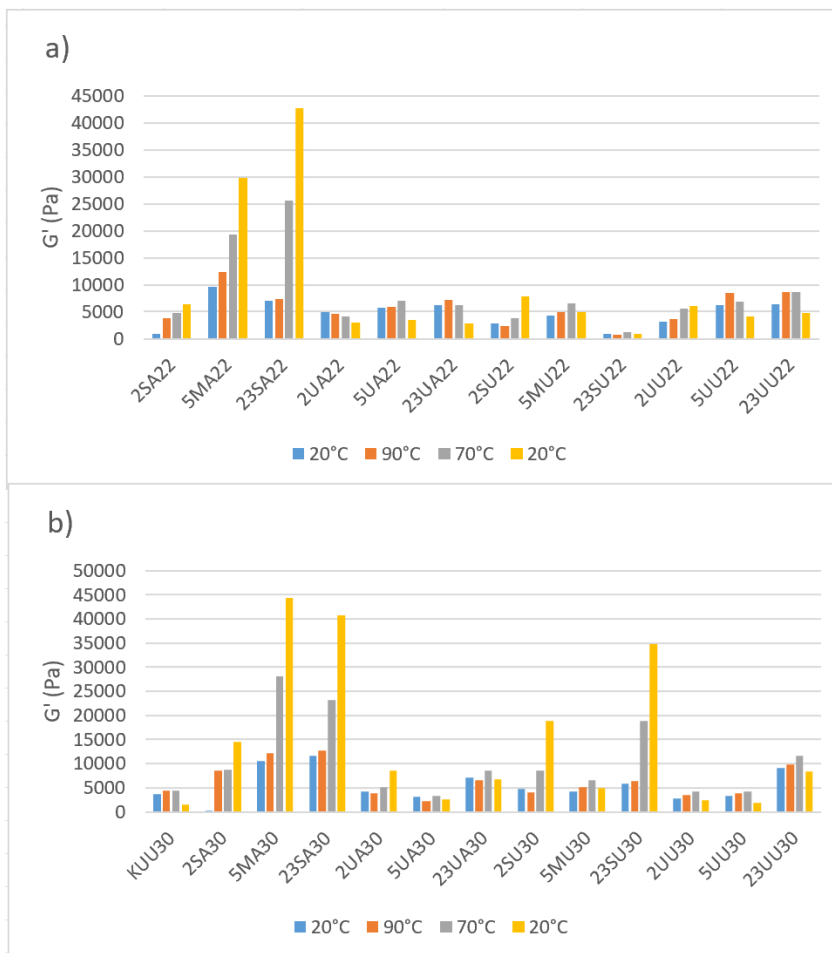 a)
45000
40000
35000
30000
25000
20000
15000
10000
5000
0
G' (Pa)
2SA22
5MA22
23SA22
2UA22
5UA22
23UA22
2SU22
5MU22
23SU22
2UU22
5UU22
23UU22
20°C 90°C 70°C 20°C
b)
50000
45000
40000
35000
30000
25000
20000
15000
10000
5000
0
G' (Pa)
KUU30
2SA30
5MA30
23SA30
2UA30
5UA30
23UA30
2SU30
5MU30
23SU30
2UU30
5UU30
23UU30
20°C 90°C 70°C 20°C